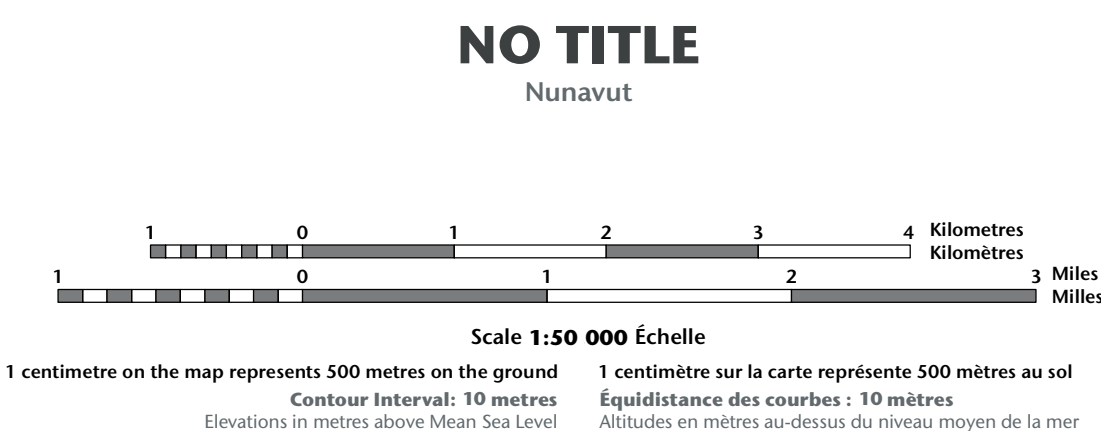 NO TITLE
Nunavut
1 0 1 2 3 4 Kilometres
Kilomètres
1 0 1 2 3 Miles
Milles
Scale 1:50 000 Échelle
1 centimetre on the map represents 500 metres on the ground
Contour Interval: 10 metres
Elevations in metres above Mean Sea Level
1 centimètre sur la carte représente 500 mètres au sol
Équidistance des courbes : 10 mètres
Altitudes en mètres au-dessus du niveau moyen de la mer